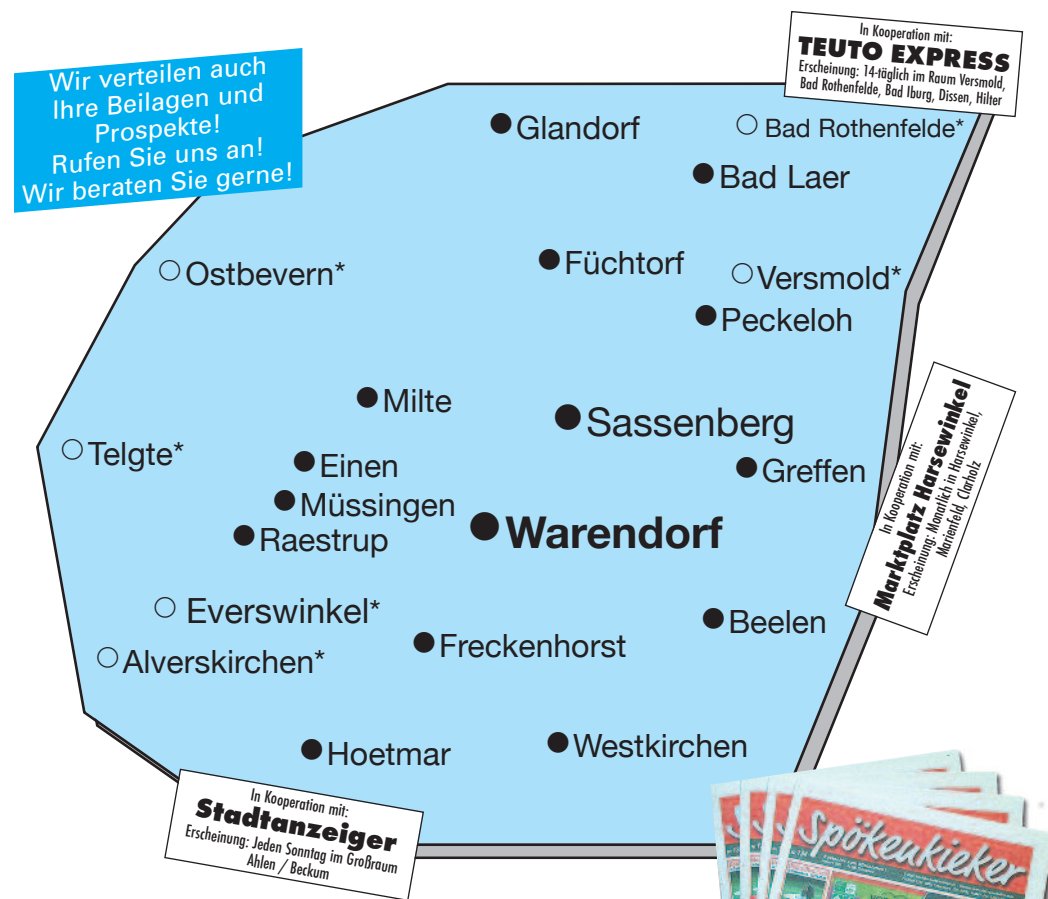 Wir verteilen auch
Ihre Beilagen und
Prospekte!
Rufen Sie uns an!
Wir beraten Sie gerne!
In Kooperation mit:
TEUTO EXPRESS
Erscheinung: 14-täglich im Raum Versmold,
Bad Rothenfelde, Bad Iburg, Dissen, Hilter
Glandorf
Bad Rothenfelde*
Bad Laer
Füchtorf
Ostbevern*
Versmold*
Peckeloh
Milte
Sassenberg
Telgte*
Einen
Greffen
Müssingen
Warendorf
Raestrup
In Kooperation mit:
Marktplatz Harsewinkel
Erscheinung: Monatlich in Harsewinkel,
Marienfeld, Clarholz
Everswinkel*
Beelen
Freckenhorst
Alverskirchen*
Westkirchen
Hoetmar
In Kooperation mit:
Stadtanzeiger
Erscheinung: Jeden Sonntag im Großraum
Ahlen / Beckum
Spökenkieker